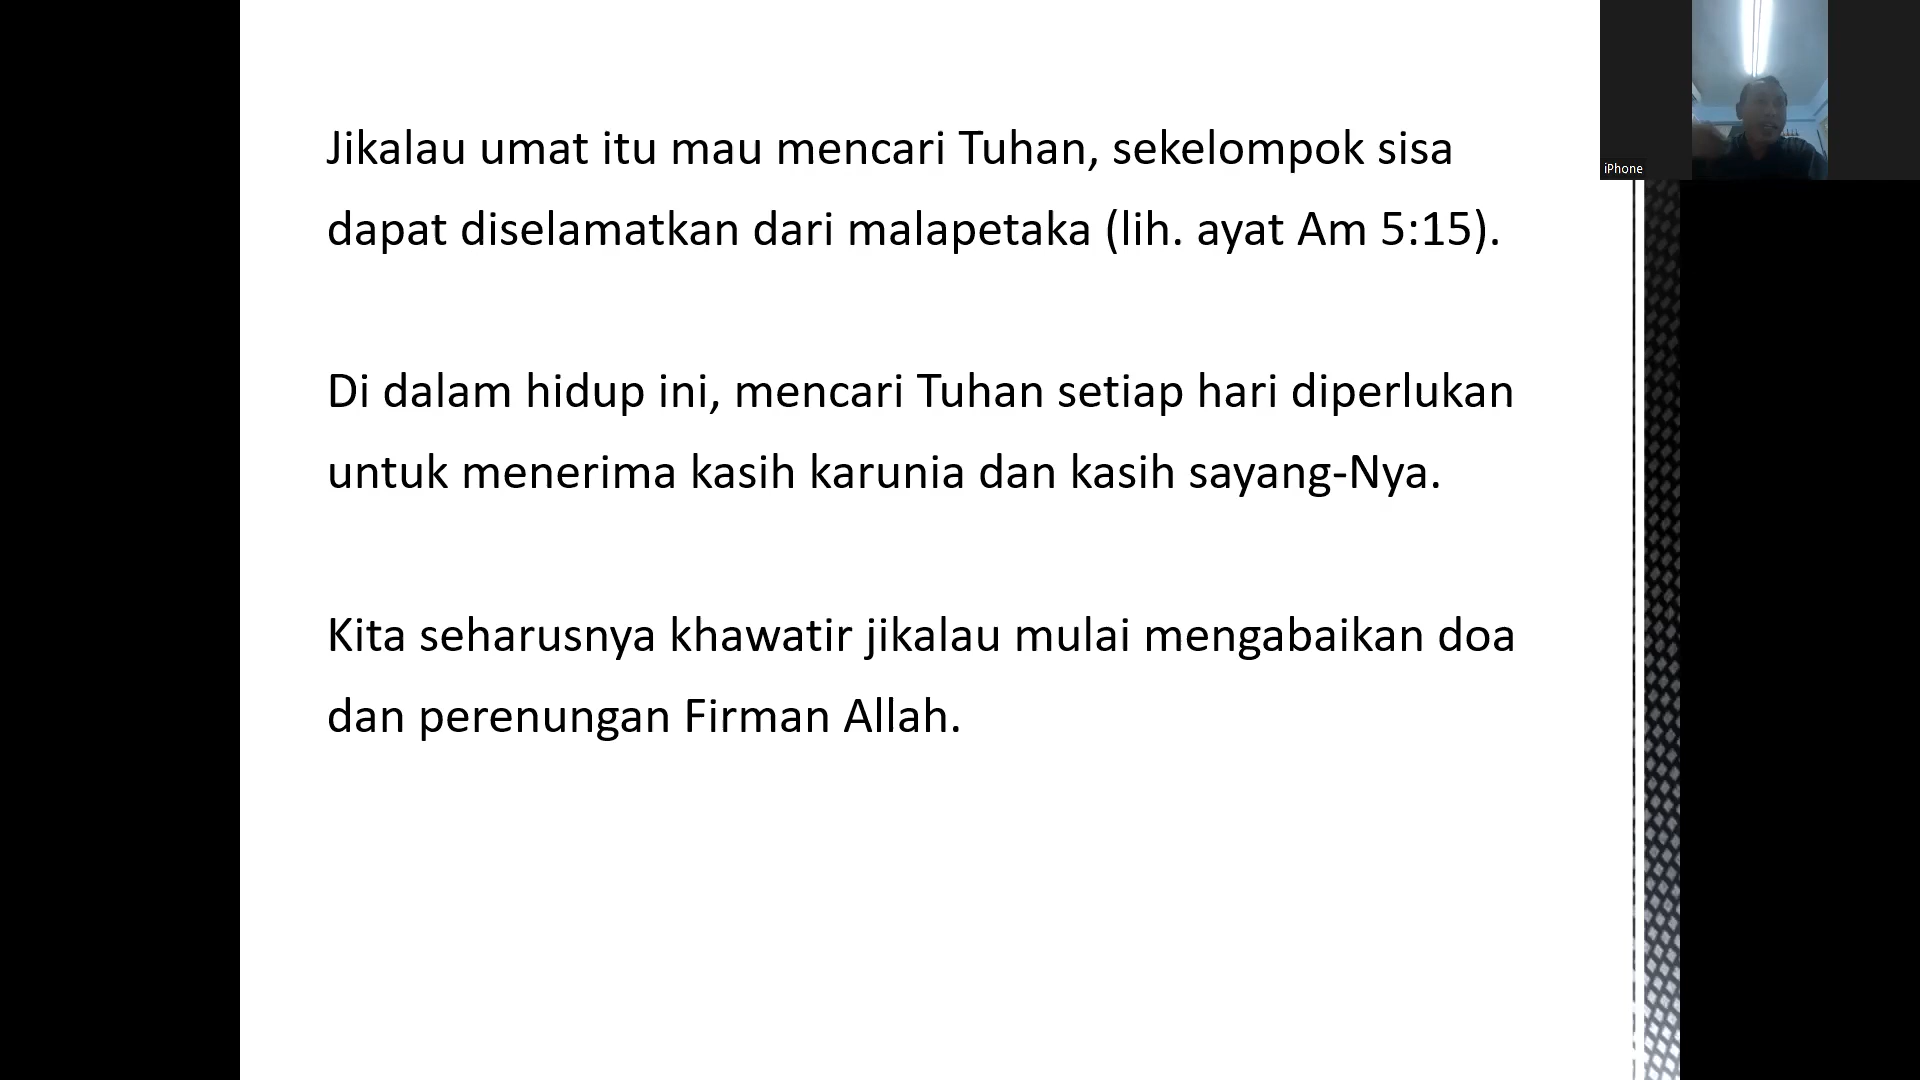 Jikalau umat itu mau mencari Tuhan, sekelompok sisa
dapat diselamatkan dari malapetaka (lih. ayat Am 5:15).
Di dalam hidup ini, mencari Tuhan setiap hari diperlukan
untuk menerima kasih karunia dan kasih sayang-Nya.
Kita seharusnya khawatir jikalau mulai mengabaikan doa
dan perenungan Firman Allah.
iPhone